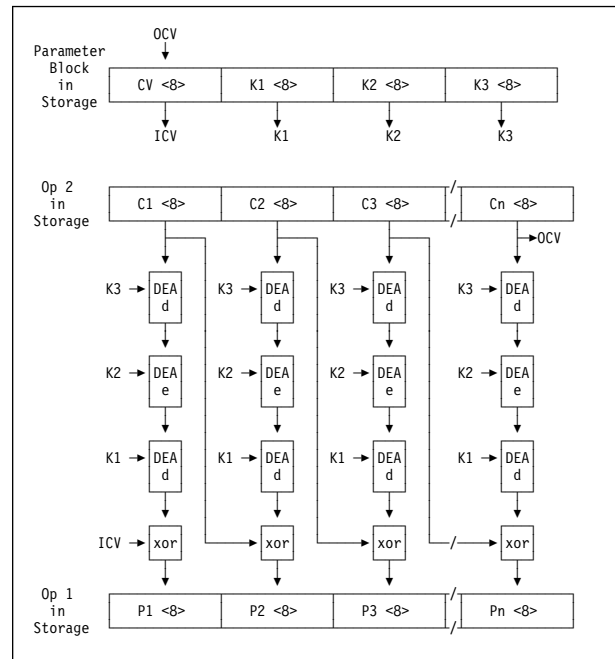 OCV
Parameter
Block
in
Storage
CV <8> K1 <8> K2 <8> K3 <8>
ICV K1 K2 K3
Op 2
in
Storage
C1 <8> C2 <8> C3 <8> Cn <8>
OCV
K3 DEA d K3 DEA d K3 DEA d K3 DEA d
K2 DEA e K2 DEA e K2 DEA e K2 DEA e
K1 DEA d K1 DEA d K1 DEA d K1 DEA d
ICV xor xor xor xor
Op 1
in
Storage
P1 <8> P2 <8> P3 <8> Pn <8>